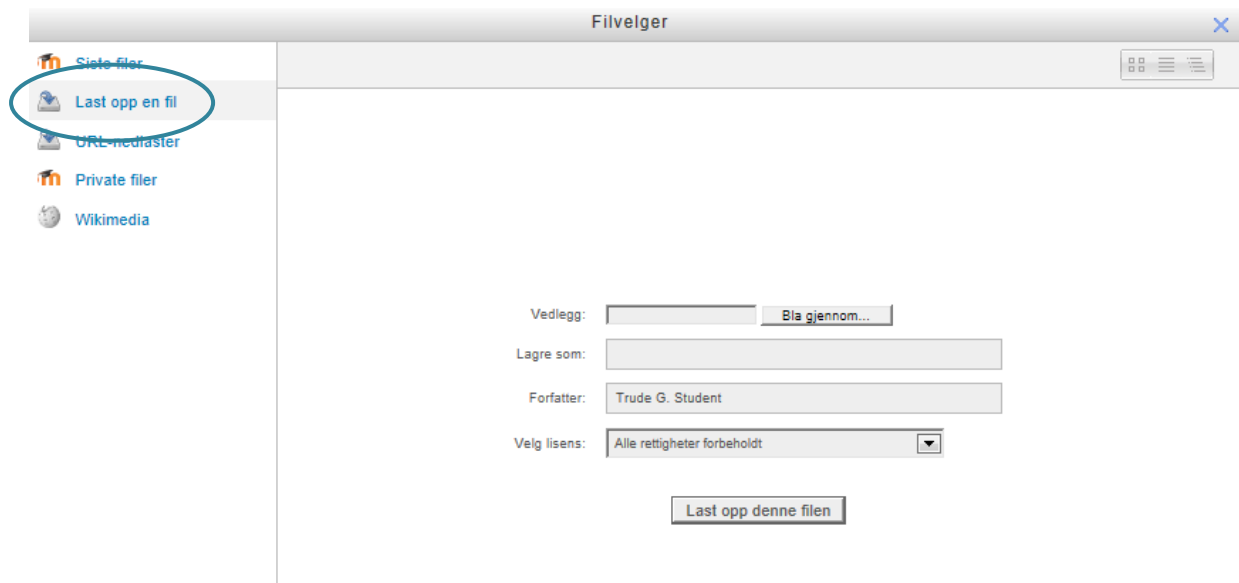 Filvelger
Siste filer
Last opp en fil
URL-nedlaster
Private filer
Wikimedia
Vedlegg:
Bla gjennom...
Lagre som:
Forfatter: Trude G. Student
Velg lisens: Alle rettigheter forbeholdt
Last opp denne filen